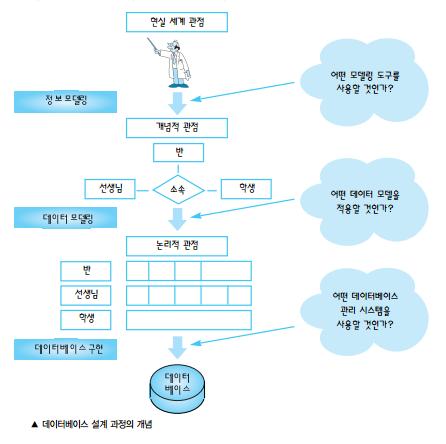 현실 세계 관점
어떤 모델링 도구를
사용할 것인가?
정보 모델링
개념적 관점
반
선생님
소속
학생
어떤 데이터 모델을
적용할 것인가?
데이터 모델링
논리적 관점
반
선생님
학생
어떤 데이터베이스
관리 시스템을
사용할 것인가?
데이터베이스 구현
데이터
베이스
▲ 데이터베이스 설계 과정의 개념